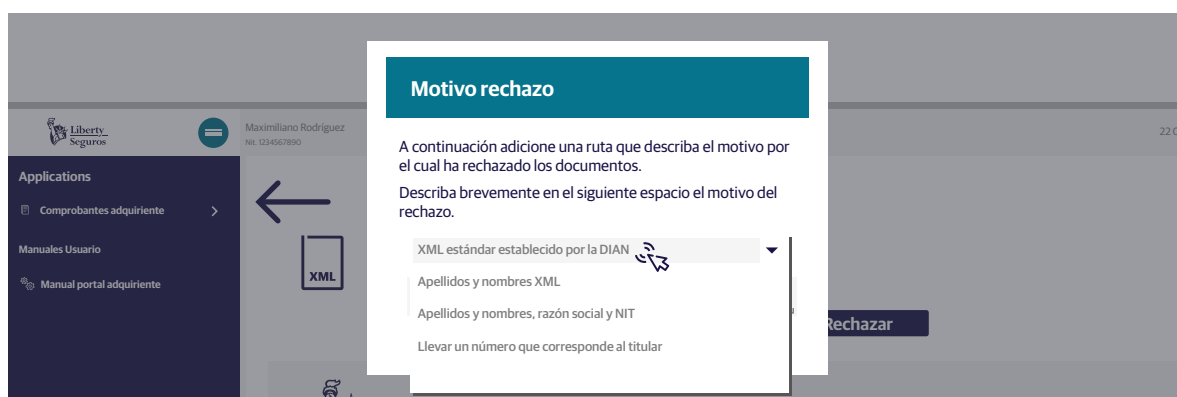 Motivo rechazo
Liberty
Seguros
Maximiliano Rodríguez
Nit. 1234567890
22
A continuación adicione una ruta que describa el motivo por
el cual ha rechazado los documentos.
Describa brevemente en el siguiente espacio el motivo del
rechazo.
Applications
Comprobantes adquiriente
Manuales Usuario
Manual portal adquiriente
XML
XML estándar establecido por la DIAN
Apellidos y nombres XML
Apellidos y nombres, razón social y NIT
Llevar un número que corresponde al titular
Rechazar